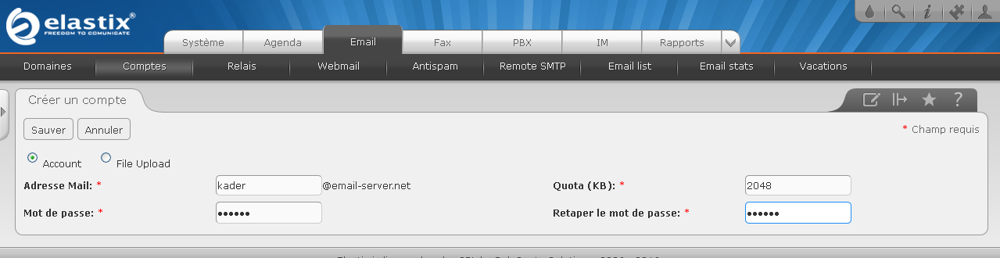 elastix®
FREEDOM TO COMUNICATE
Système Agenda Email Fax PBX IM Rapports
Domaines Comptes Relais Webmail Antispam Remote SMTP Email list Email stats Vacations
Créer un compte
Sauver Annuler * Champ requis
Account File Upload
Adresse Mail: * kader @email-server.net Quota (KB): * 2048
Mot de passe: * •••••• Retaper le mot de passe: * ••••••